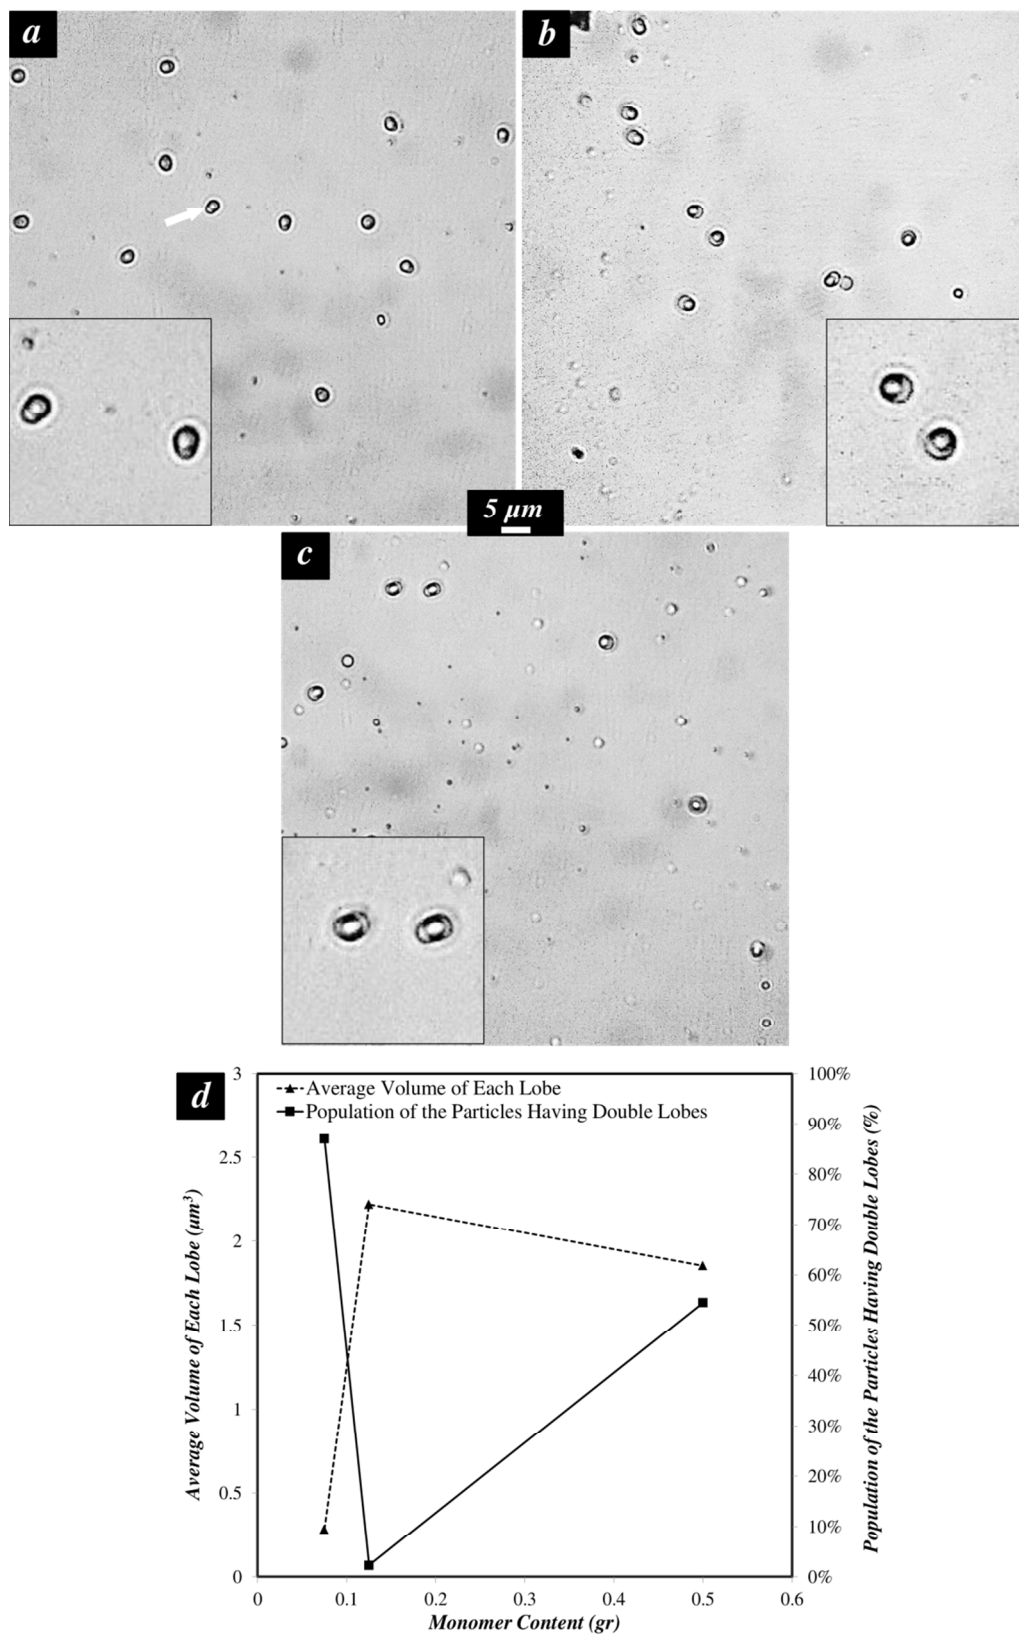 a
b
5 μm
c
d
Average Volume of Each Lobe
Population of the Particles Having Double Lobes
3
2.5
2
1.5
1
0.5
0
Average Volume of Each Lobe (μm³)
100%
90%
80%
70%
60%
50%
40%
30%
20%
10%
0%
Population of the Particles Having Double Lobes (%)
0 0.1 0.2 0.3 0.4 0.5 0.6
Monomer Content (gr)